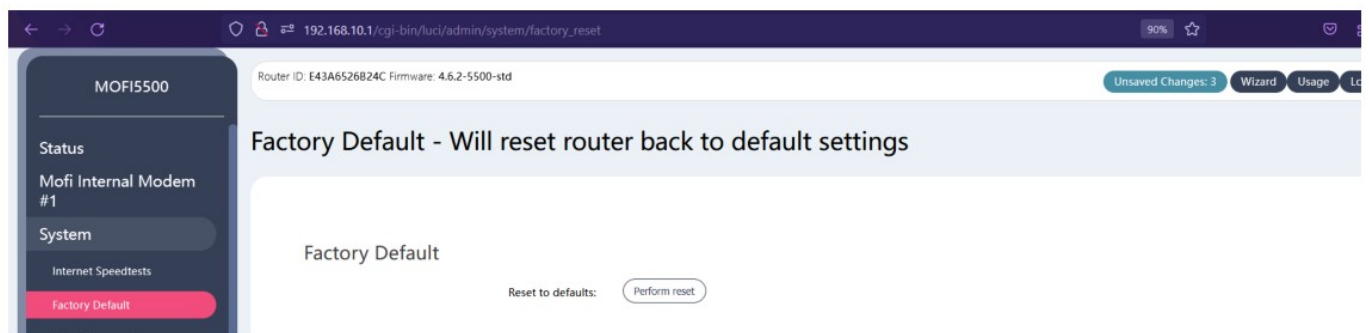 192.168.10.1/cgi-bin/luci/admin/system/factory_reset
90%
MOFI5500
Router ID: E43A6526B24C Firmware: 4.6.2-5500-std
Unsaved Changes: 3
Wizard
Usage
Factory Default - Will reset router back to default settings
Status
Mofi Internal Modem
#1
System
Internet Speedtests
Factory Default
Factory Default
Reset to defaults:
Perform reset